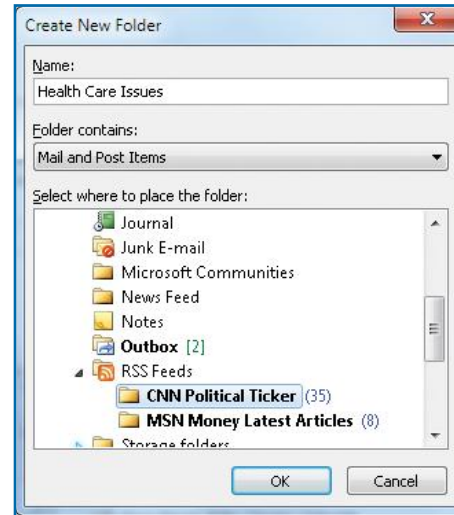 Create New Folder
Name:
Health Care Issues
Folder contains:
Mail and Post Items
Select where to place the folder:
Journal
Junk E-mail
Microsoft Communities
News Feed
Notes
Outbox [2]
RSS Feeds
CNN Political Ticker (35)
MSN Money Latest Articles (8)
Storage folders
OK Cancel